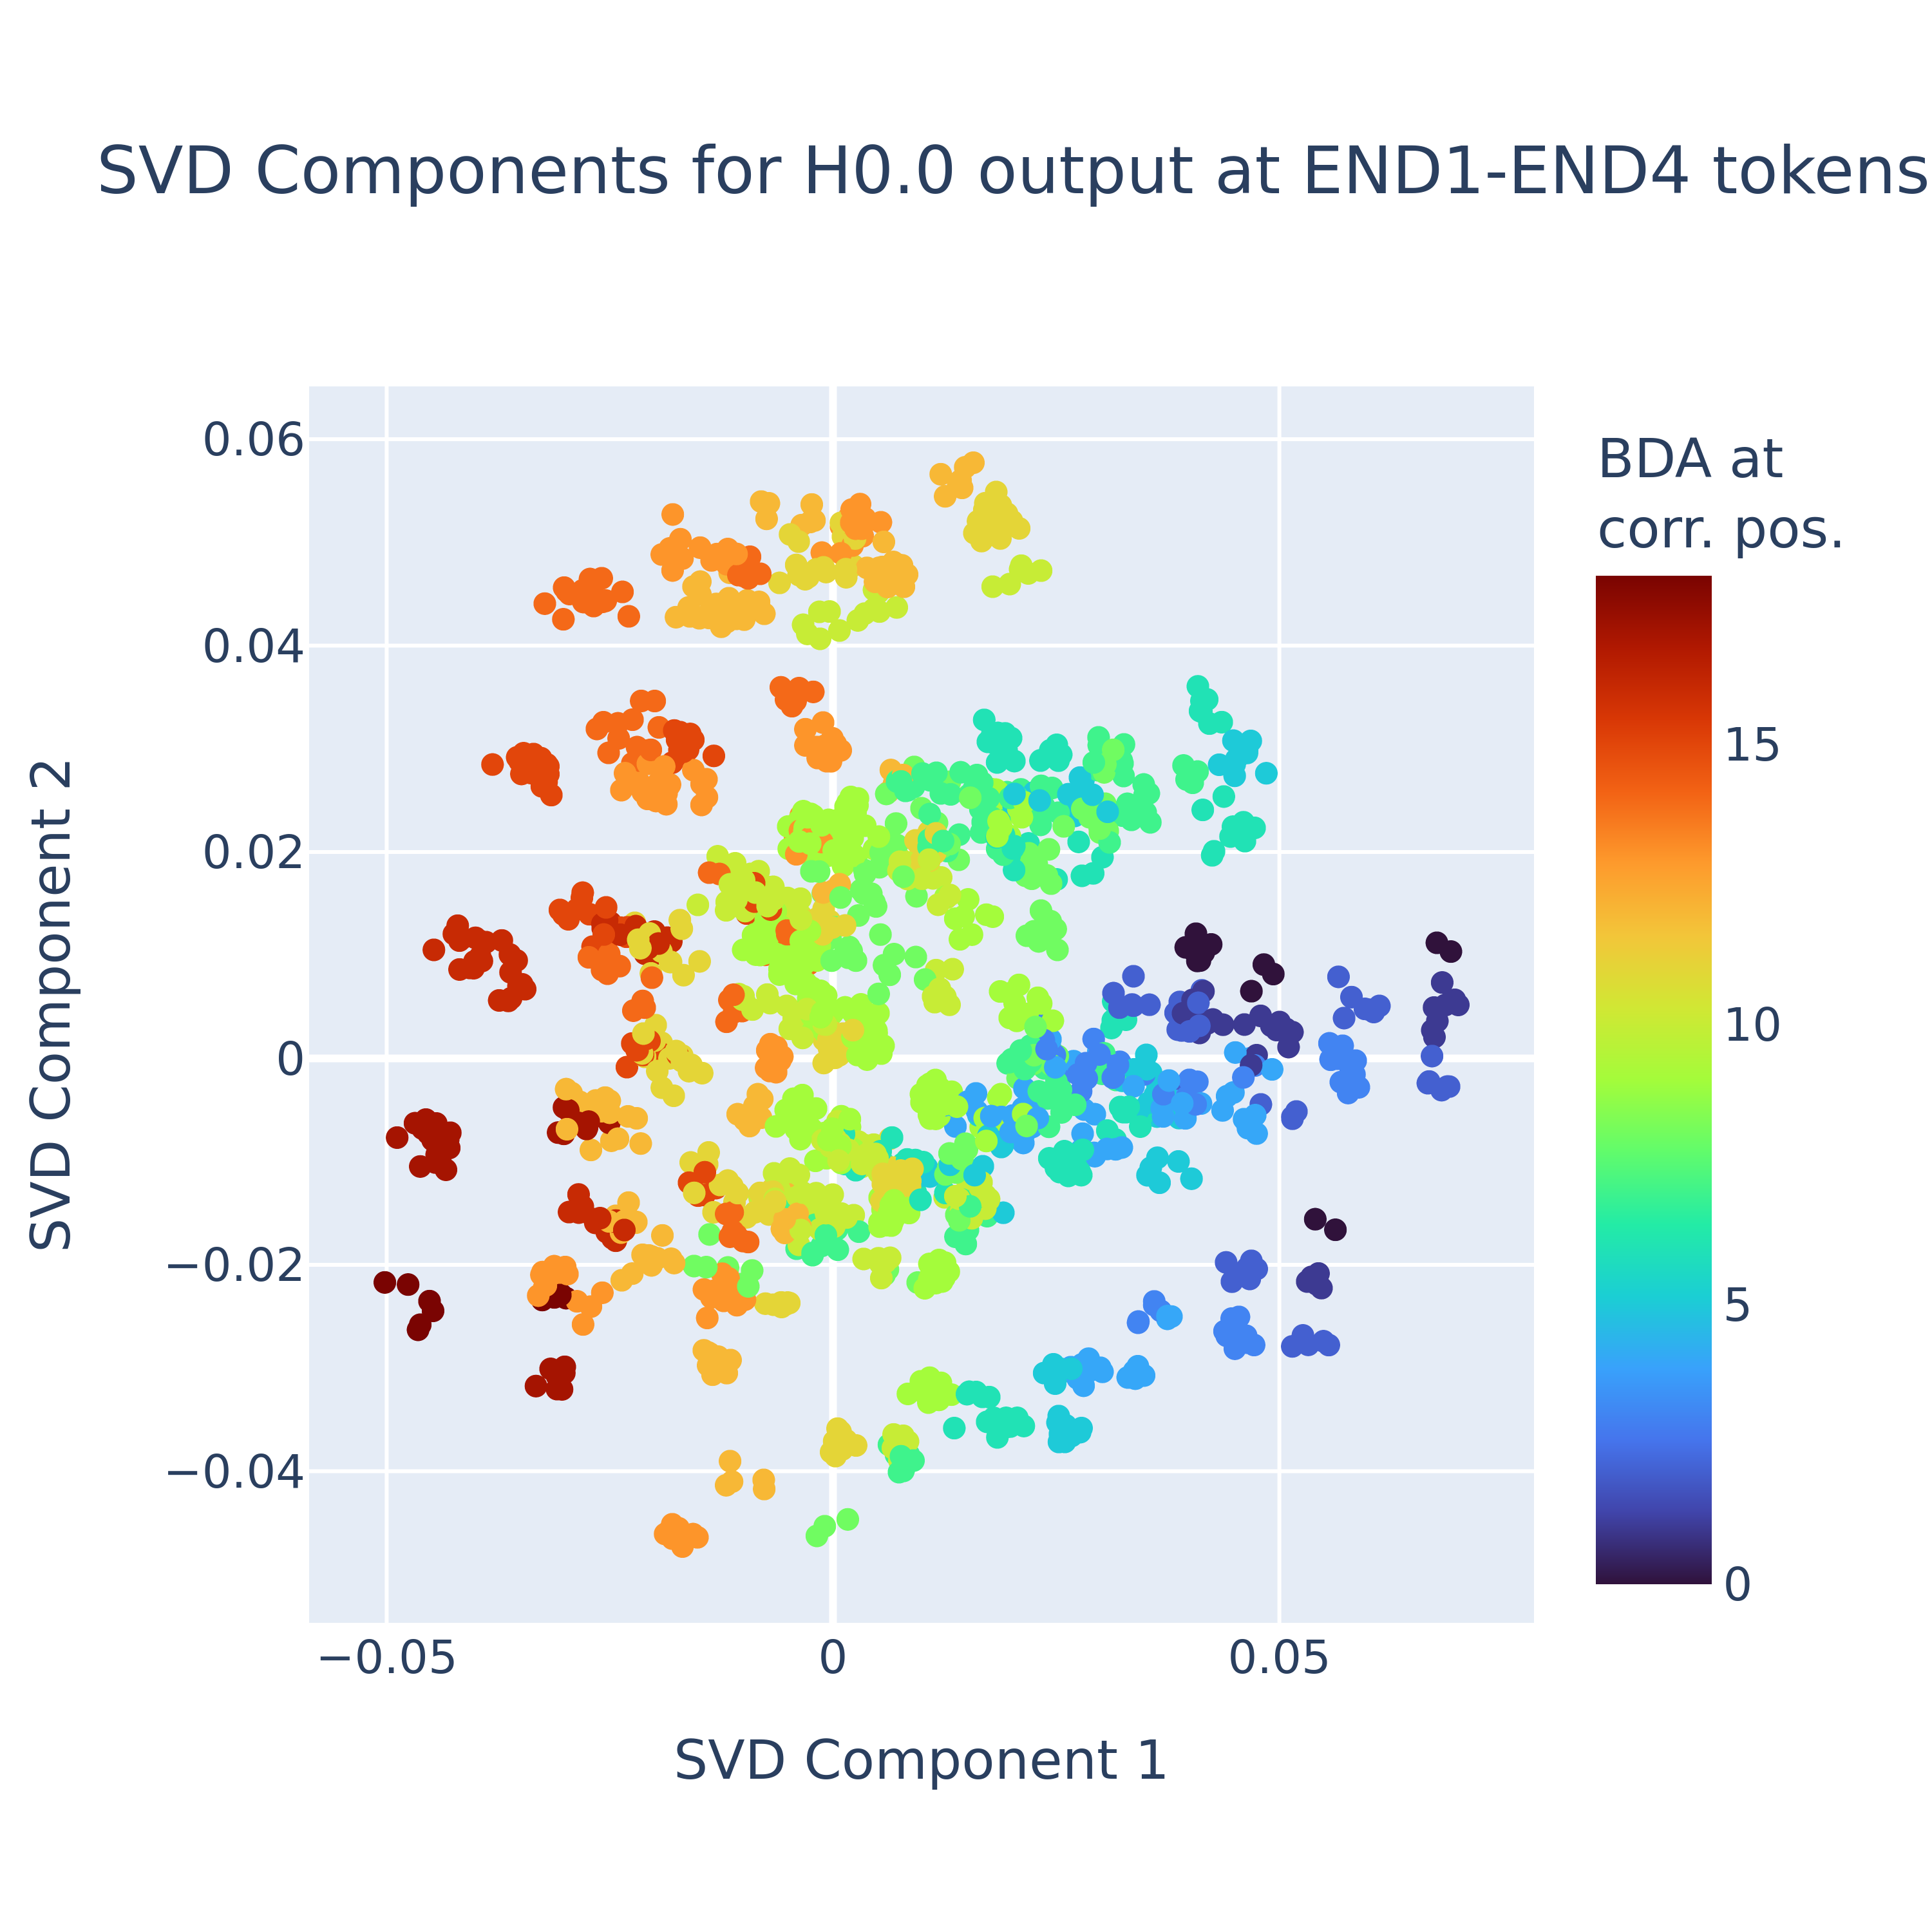 SVD Components for H0.0 output at END1-END4 tokens
BDA at
corr. pos.
15
10
5
0
0.06
0.04
0.02
0
−0.02
−0.04
SVD Component 2
−0.05
0
0.05
SVD Component 1